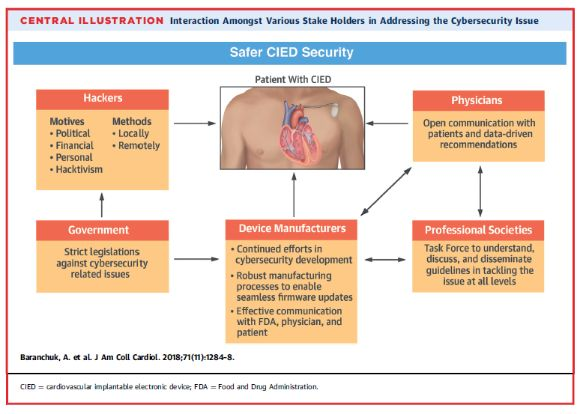 CENTRAL ILLUSTRATION Interaction Amongst Various Stake Holders in Addressing the Cybersecurity Issue
Safer CIED Security
Hackers
Motives
• Political
• Financial
• Personal
• Hacktivism
Methods
• Locally
• Remotely
Patient With CIED
Physicians
Open communication with
patients and data-driven
recommendations
Government
Strict legislations
against cybersecurity
related issues
Device Manufacturers
• Continued efforts in
cybersecurity development
• Robust manufacturing
processes to enable
seamless firmware updates
• Effective communication
with FDA, physician, and
patient
Professional Societies
Task Force to understand,
discuss, and disseminate
guidelines in tackling the
issue at all levels
Baranchuk, A. et al. J Am Coll Cardiol. 2018;71(11):1284-8.
CIED = cardiovascular implantable electronic device; FDA = Food and Drug Administration.